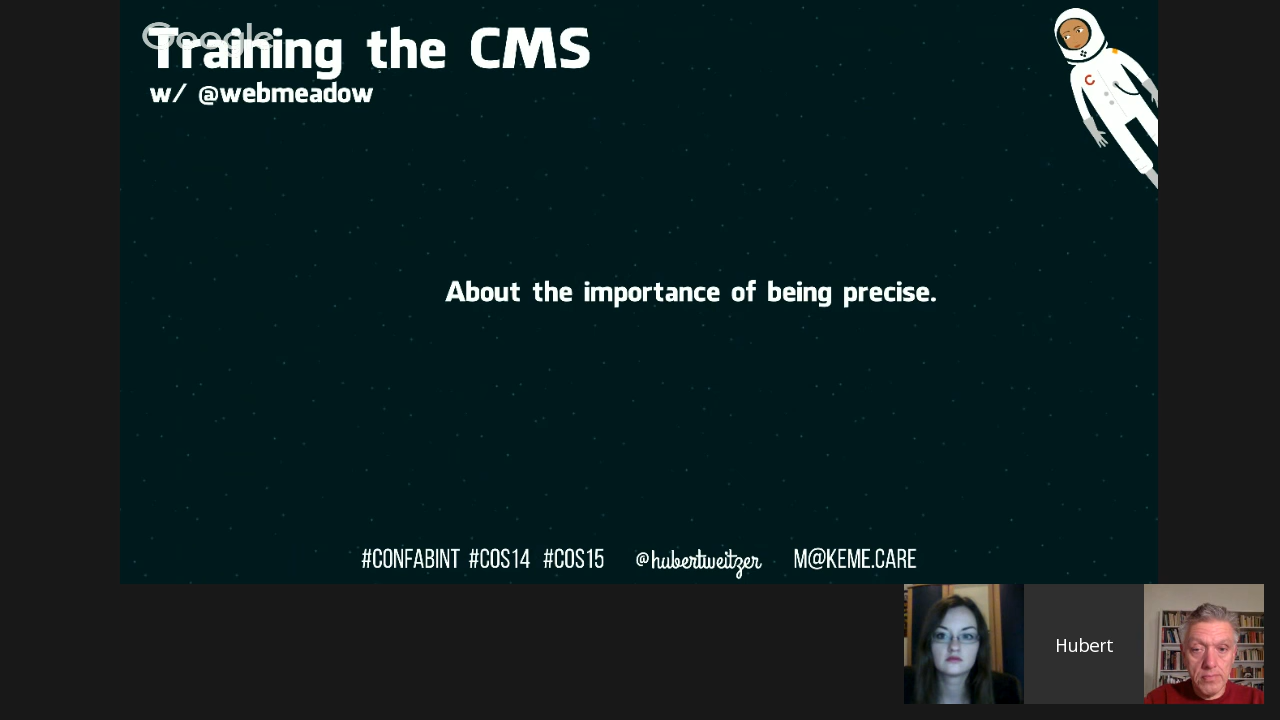 Google
Training the CMS
w/ @webmeadow
About the importance of being precise.
#CONFABINT #COS14 #COS15 @hubertweitzer M@KEME.CARE
Hubert